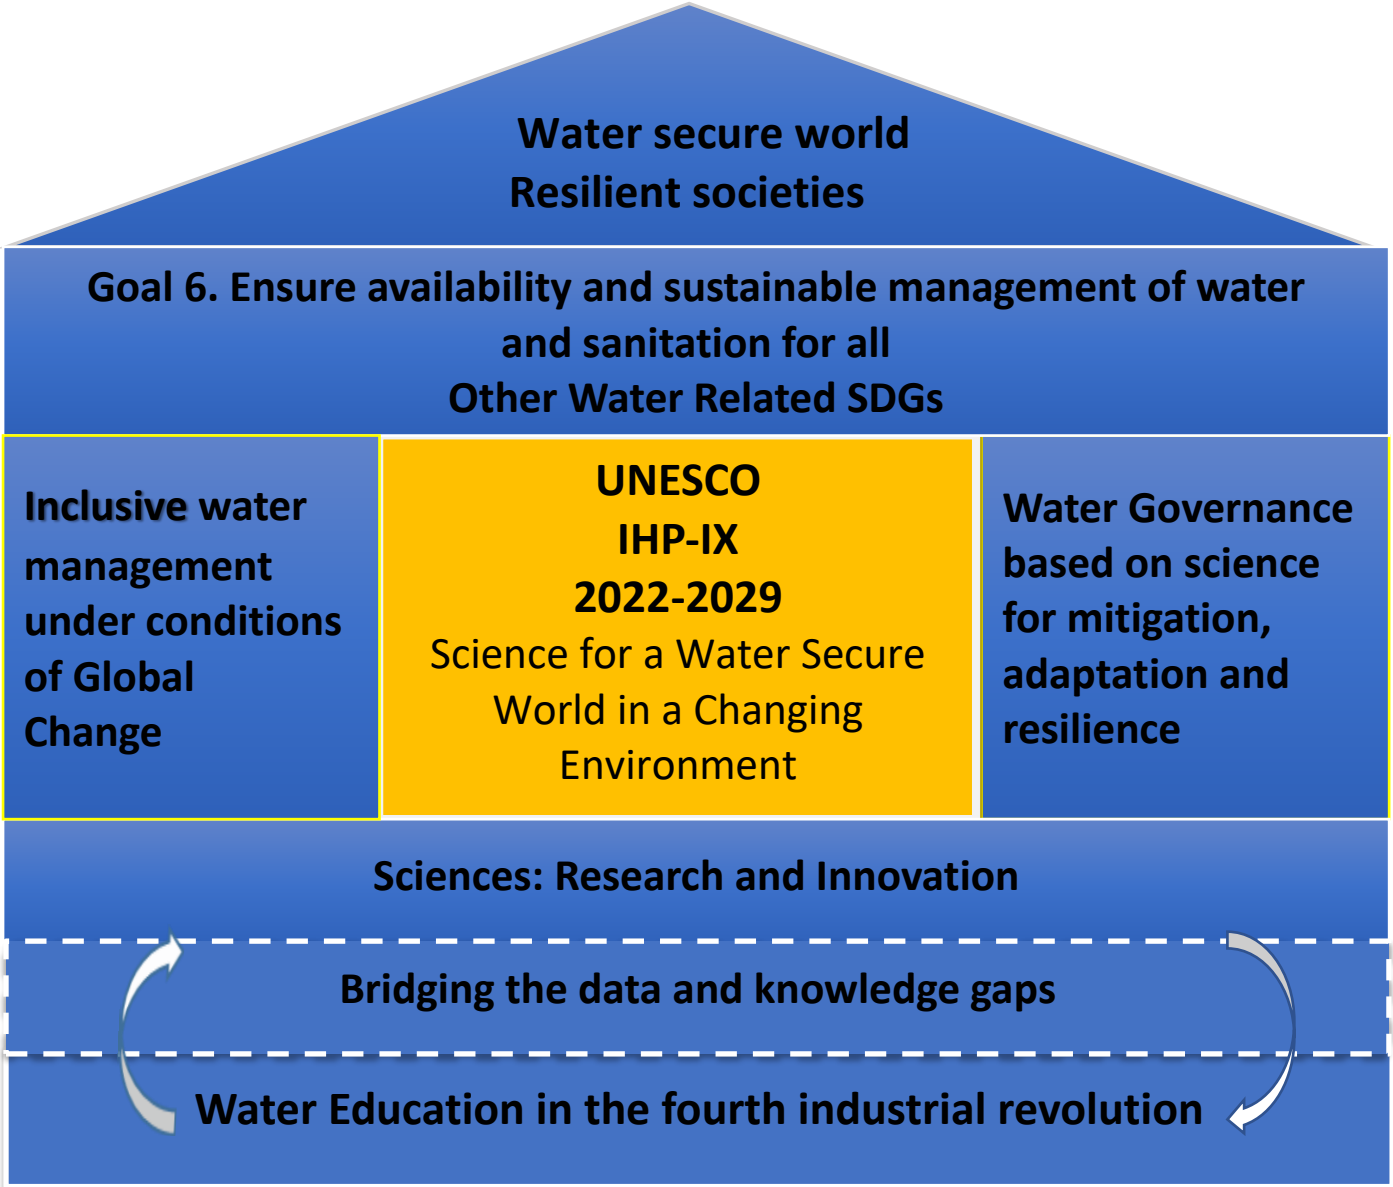 Water secure world
Resilient societies
Goal 6. Ensure availability and sustainable management of water
and sanitation for all
Other Water Related SDGs
Inclusive water
management
under conditions
of Global
Change
UNESCO
IHP-IX
2022-2029
Science for a Water Secure
World in a Changing
Environment
Water Governance
based on science
for mitigation,
adaptation and
resilience
Sciences: Research and Innovation
Bridging the data and knowledge gaps
Water Education in the fourth industrial revolution